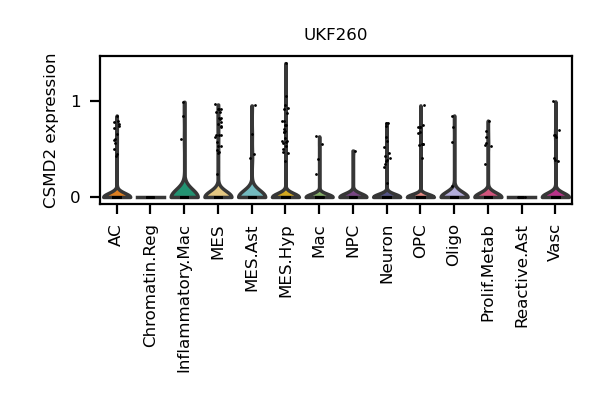 UKF260
CSMD2 expression
1
0
AC
Chromatin.Reg
Inflammatory.Mac
MES
MES.Ast
MES.Hyp
Mac
NPC
Neuron
OPC
Oligo
Prolif.Metab
Reactive.Ast
Vasc